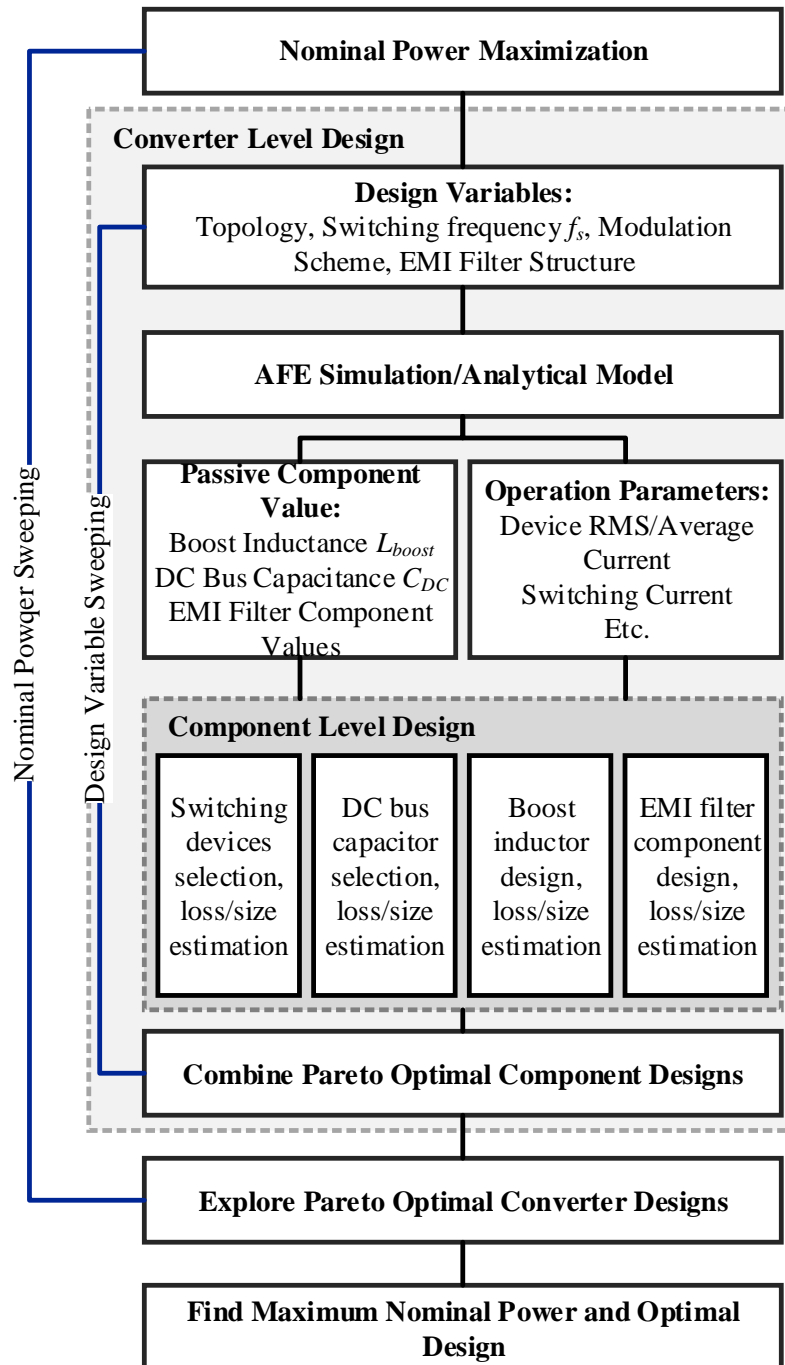 Nominal Power Maximization
Converter Level Design
Design Variables:
Topology, Switching frequency fs, Modulation
Scheme, EMI Filter Structure
AFE Simulation/Analytical Model
Passive Component
Value:
Boost Inductance Lboost
DC Bus Capacitance CDC
EMI Filter Component
Values
Operation Parameters:
Device RMS/Average
Current
Switching Current
Etc.
Component Level Design
Switching
devices
selection,
loss/size
estimation
DC bus
capacitor
selection,
loss/size
estimation
Boost
inductor
design,
loss/size
estimation
EMI filter
component
design,
loss/size
estimation
Combine Pareto Optimal Component Designs
Explore Pareto Optimal Converter Designs
Find Maximum Nominal Power and Optimal
Design
Nominal Powqer Sweeping
Design Variable Sweeping